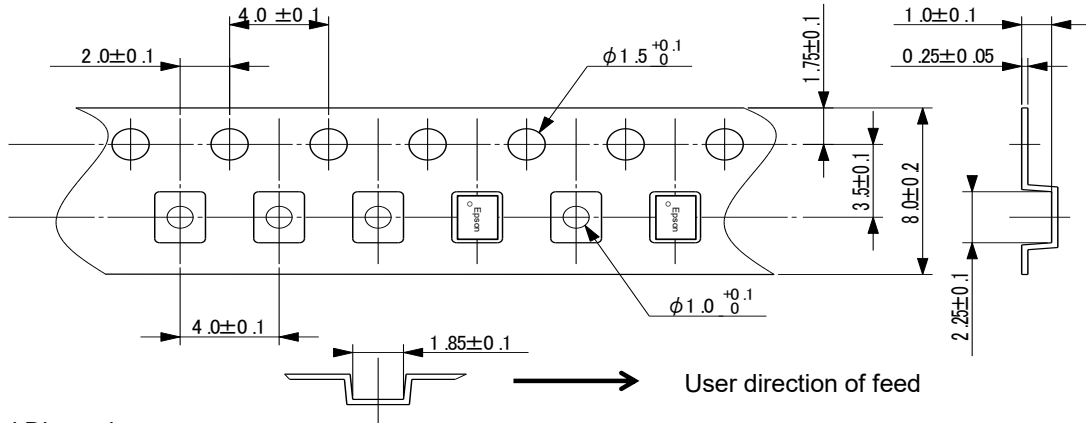 4.0 ±0.1
2.0±0.1
φ1.5 +0.1 0
1.75±0.1
1.0±0.1
0.25±0.05
3.5±0.1
8.0±0.2
2.25±0.1
Epson
Epson
φ1.0 +0.1 0
4.0±0.1
1.85±0.1
User direction of feed